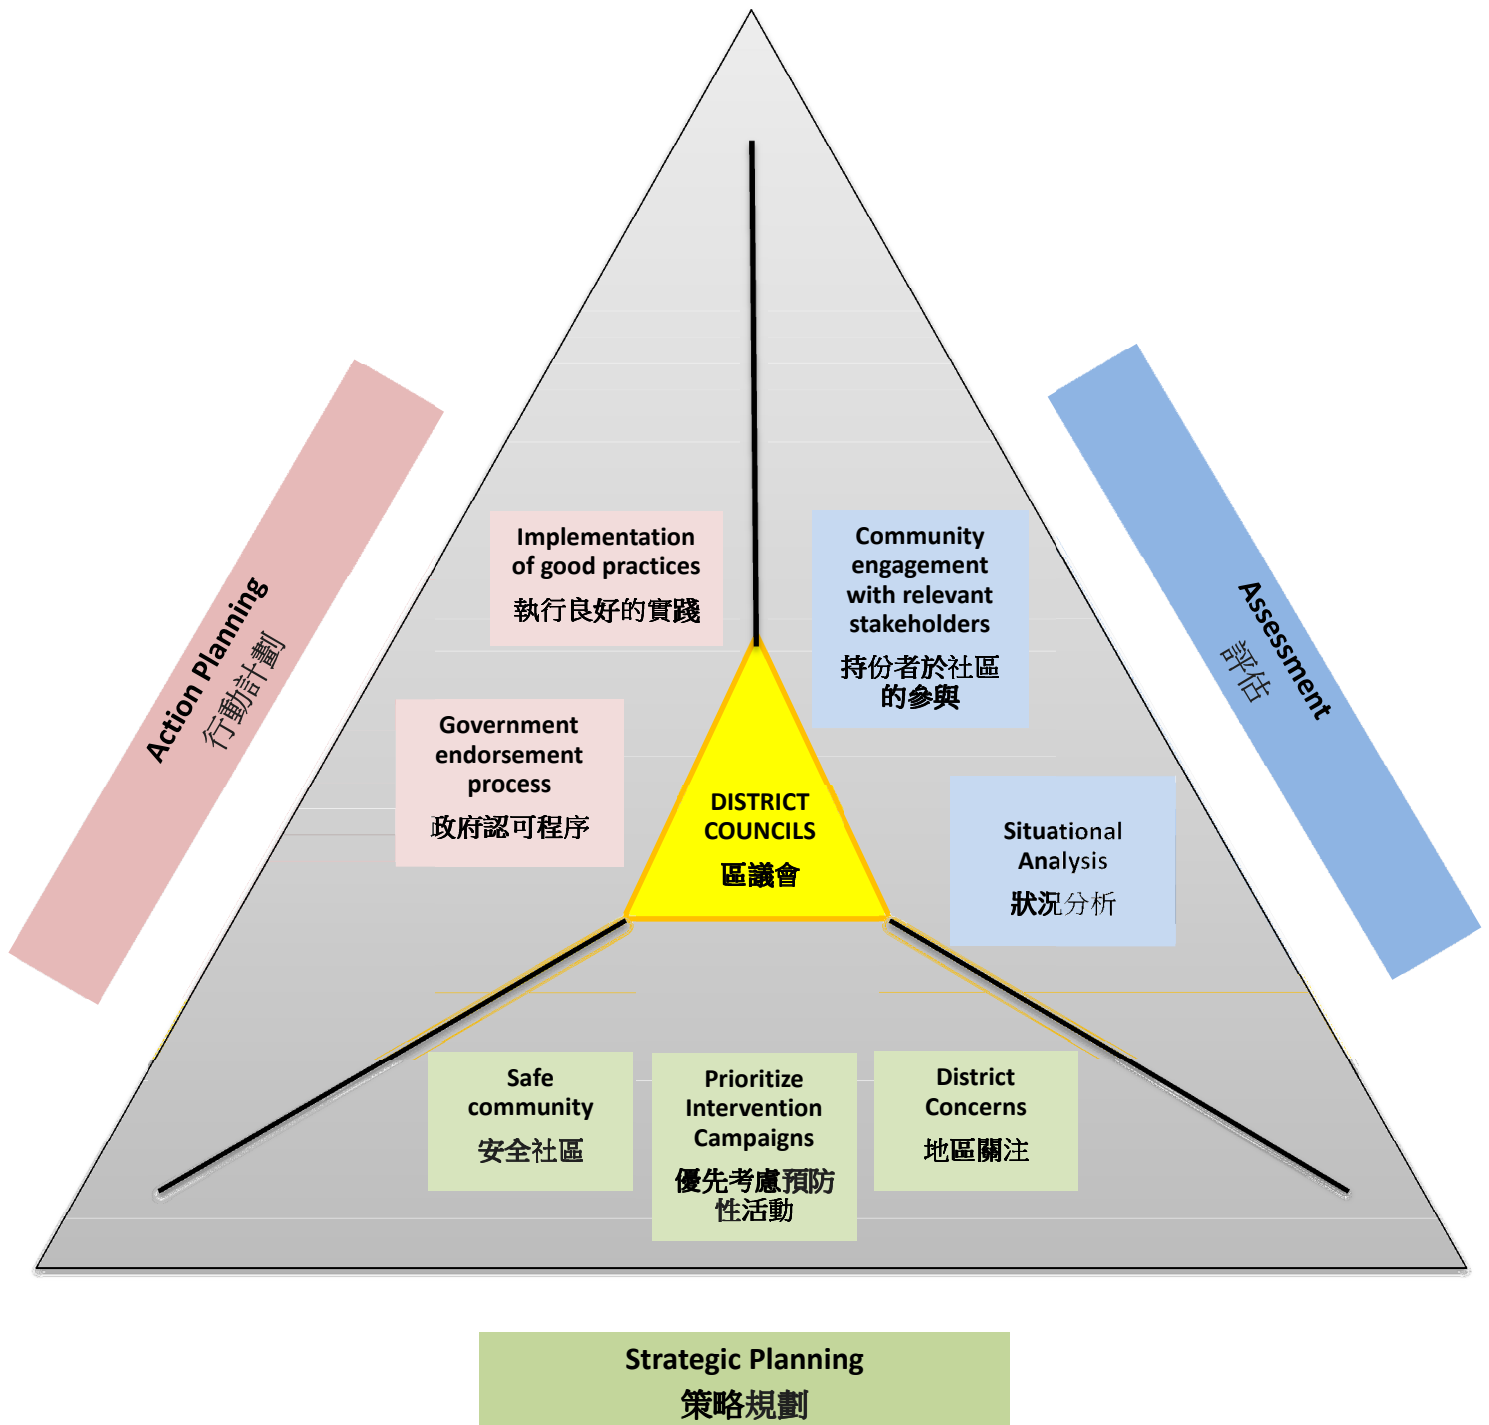 Implementation
of good practices
執行良好的實踐
Community
engagement
with relevant
stakeholders
持份者於社區
的參與
Action Planning
行動計劃
Assessment
評估
Government
endorsement
process
政府認可程序
DISTRICT
COUNCILS
區議會
Situational
Analysis
狀況分析
Safe
community
安全社區
Prioritize
Intervention
Campaigns
優先考慮預防
性活動
District
Concerns
地區關注
Strategic Planning
策略規劃